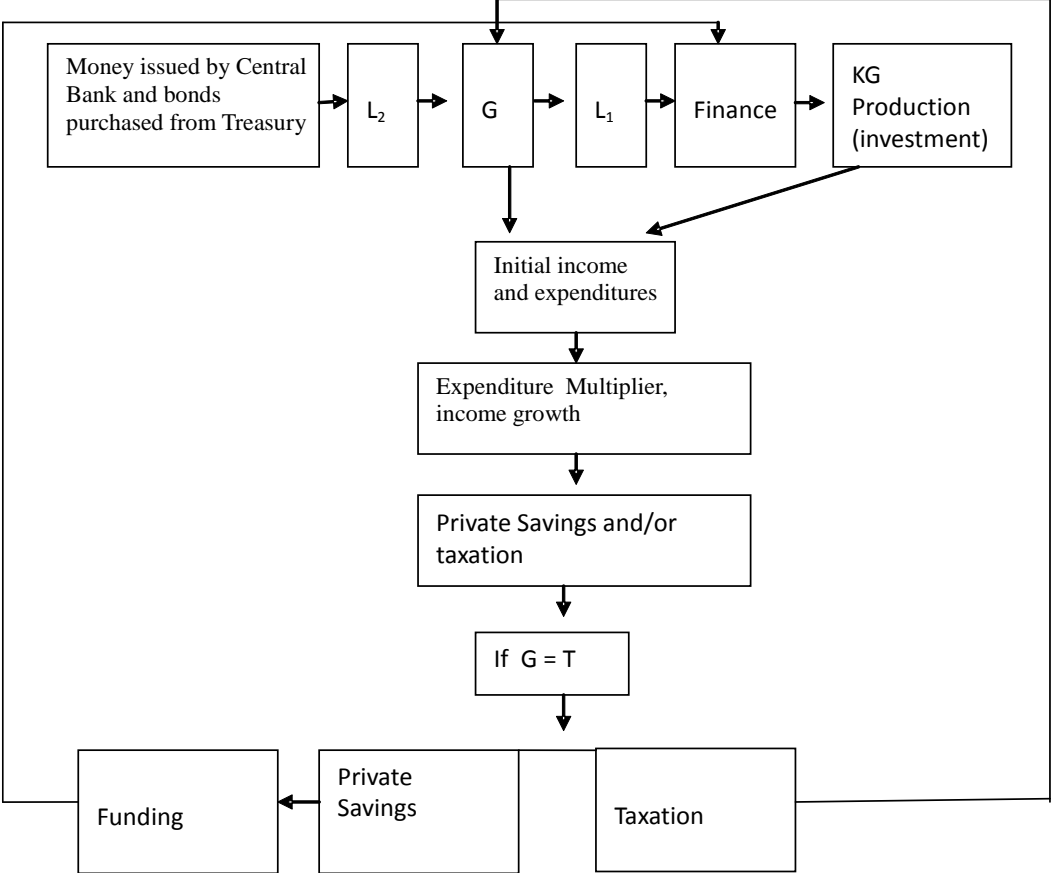 Money issued by Central
Bank and bonds
purchased from Treasury
L₂
G
L₁
Finance
KG
Production
(investment)
Initial income
and expenditures
Expenditure Multiplier,
income growth
Private Savings and/or
taxation
If G = T
Funding
Private
Savings
Taxation